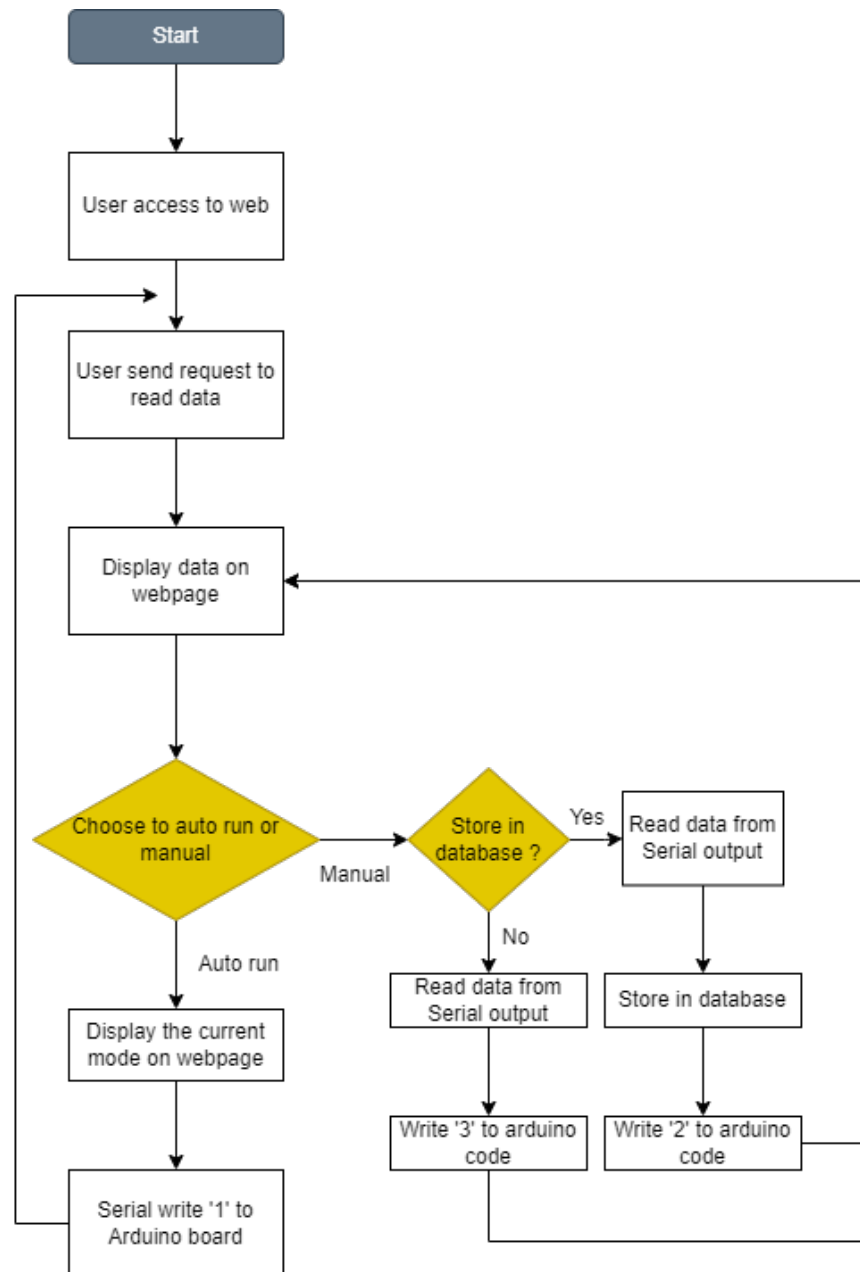 Start
User access to web
User send request to
read data
Display data on
webpage
Choose to auto run or
manual
Manual
Store in
database ?
Yes
Read data from
Serial output
No
Auto run
Read data from
Serial output
Store in database
Display the current
mode on webpage
Write '3' to arduino
code
Write '2' to arduino
code
Serial write '1' to
Arduino board